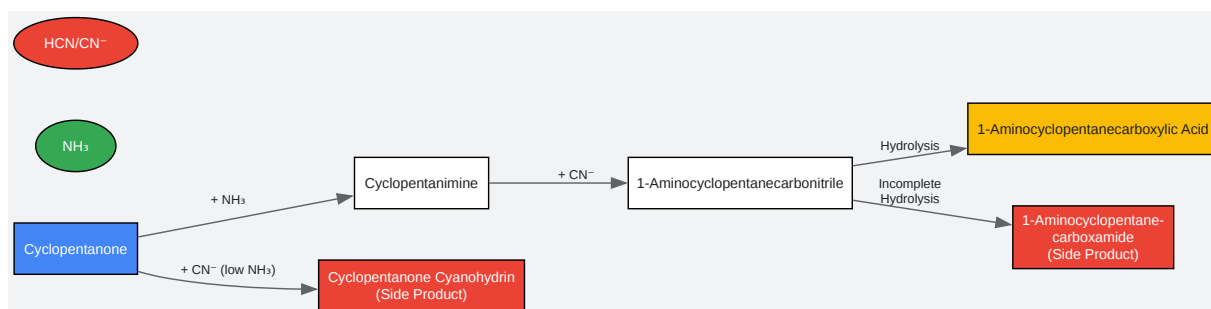 HCN/CN⁻
NH₃
Cyclopentanone
+ NH₃
+ CN⁻ (low NH₃)
Cyclopentanimine
Cyclopentanone Cyanohydrin
(Side Product)
+ CN⁻
1-Aminocyclopentanecarbonitrile
Hydrolysis
Incomplete
Hydrolysis
1-Aminocyclopentanecarboxylic Acid
1-Aminocyclopentane-
carboxamide
(Side Product)